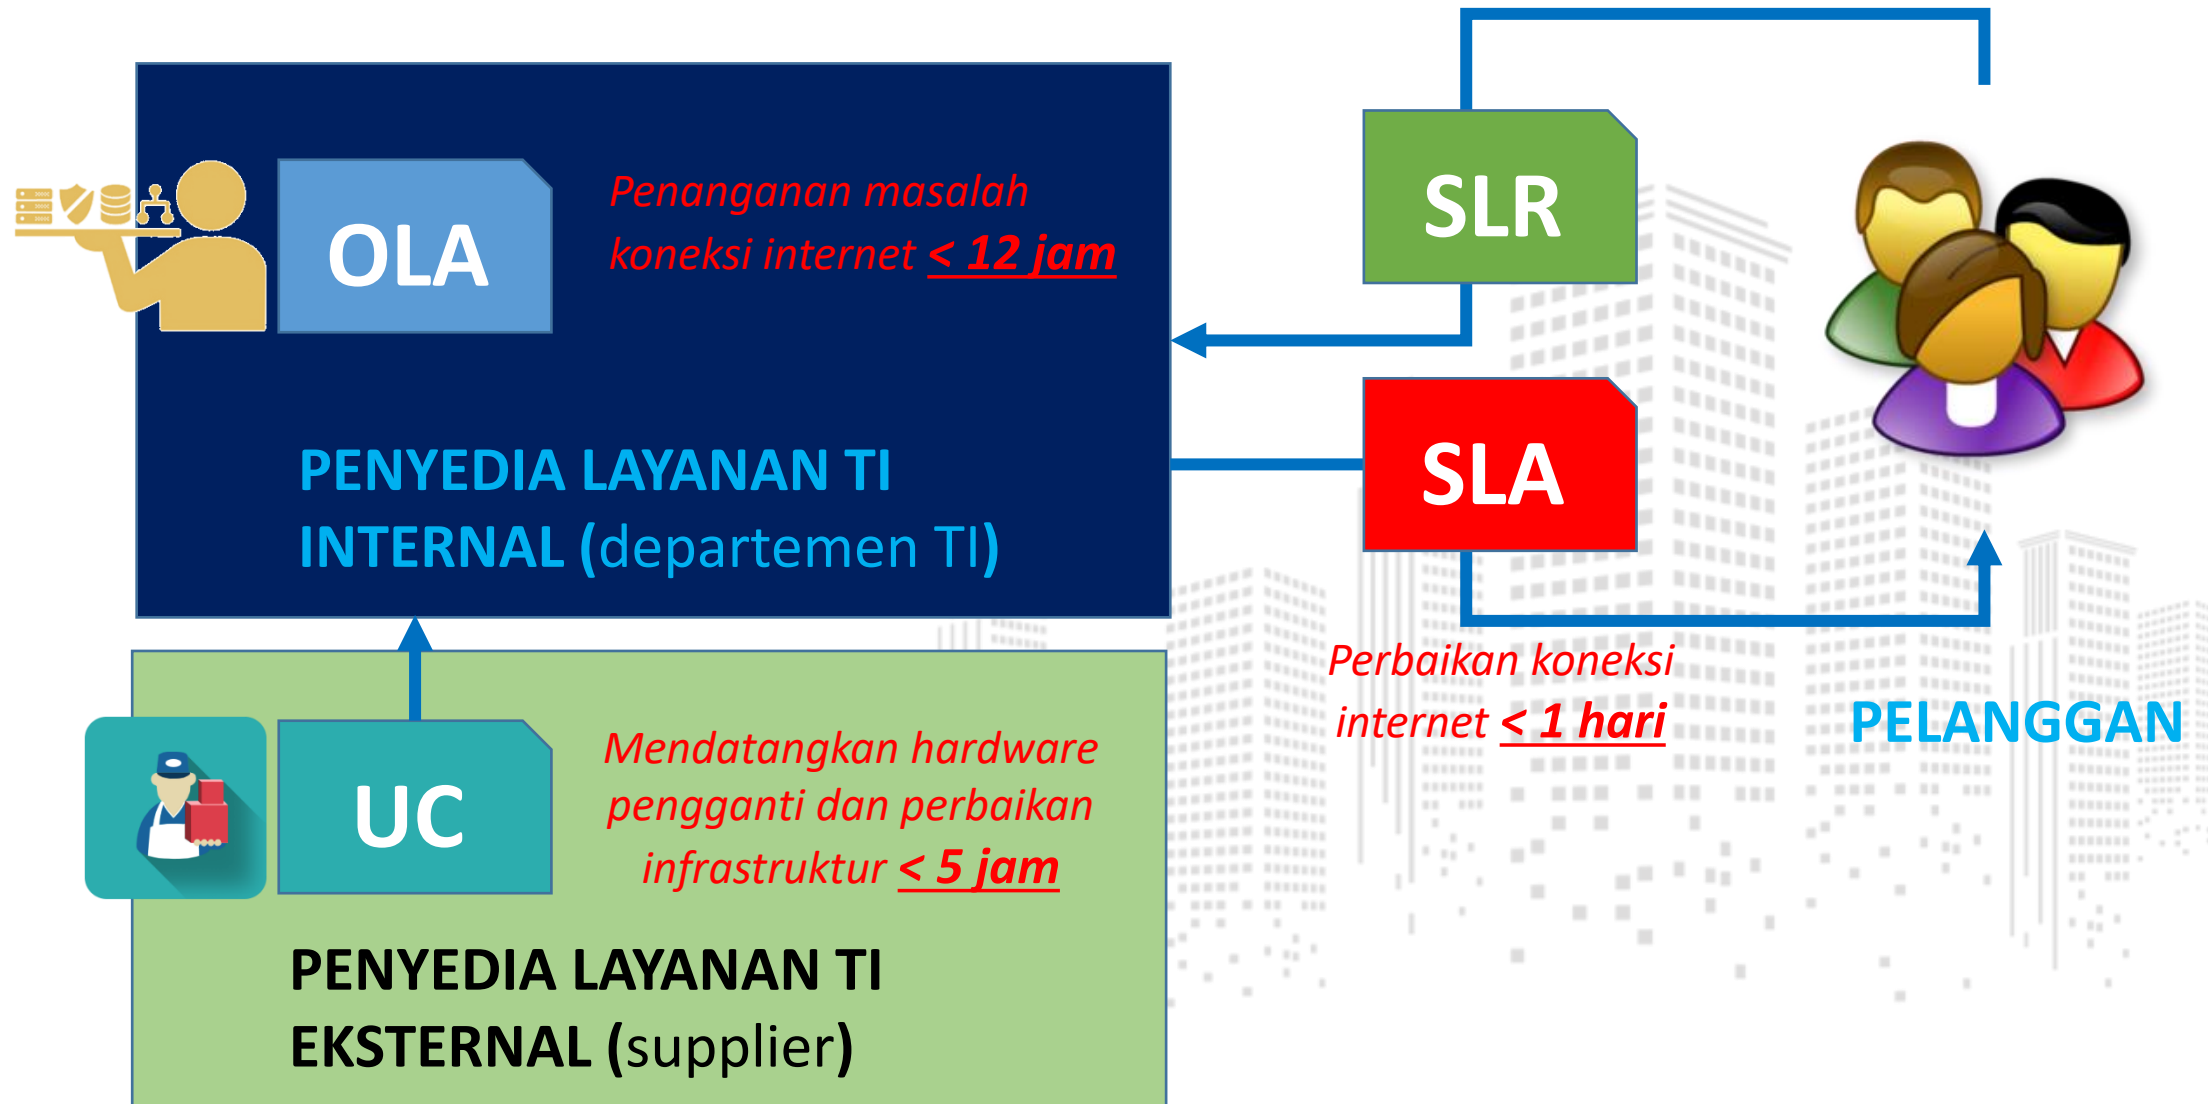 OLA
Penanganan masalah
koneksi internet < 12 jam
PENYEDIA LAYANAN TI
INTERNAL (departemen TI)
SLR
SLA
Perbaikan koneksi
internet < 1 hari
PELANGGAN
UC
Mendatangkan hardware
pengganti dan perbaikan
infrastruktur < 5 jam
PENYEDIA LAYANAN TI
EKSTERNAL (supplier)